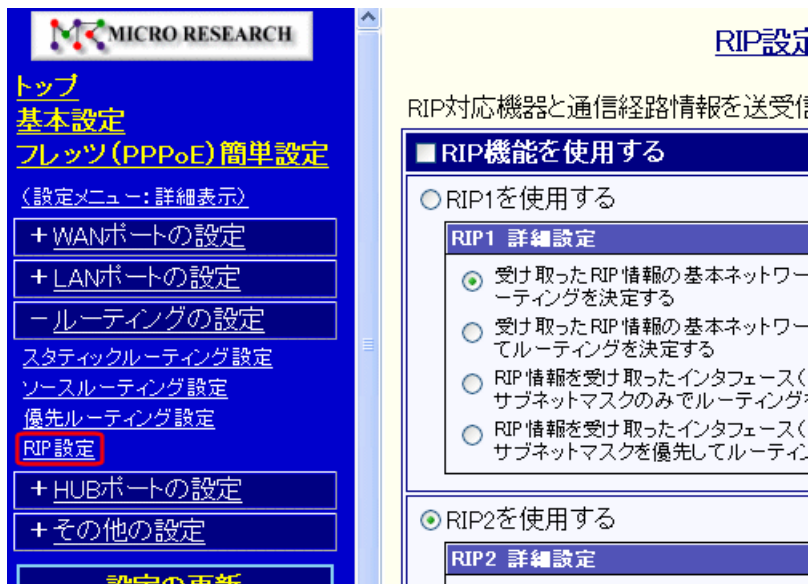 MICRO RESEARCH
トップ
基本設定
フレッツ(PPPoE)簡単設定
(設定メニュー:詳細表示)
+WANポートの設定
+LANポートの設定
−ルーティングの設定
スタティックルーティング設定
ソースルーティング設定
優先ルーティング設定
RIP設定
+HUBポートの設定
+その他の設定
設定の更新
RIP設定
RIP対応機器と通信経路情報を送受信
■RIP機能を使用する
RIP1を使用する
RIP1 詳細設定
受け取ったRIP情報の基本ネットワー
ーティングを決定する
受け取ったRIP情報の基本ネットワー
てルーティングを決定する
RIP情報を受け取ったインタフェース(
サブネットマスクのみでルーティング
RIP情報を受け取ったインタフェース(
サブネットマスクを優先してルーティン
RIP2を使用する
RIP2 詳細設定